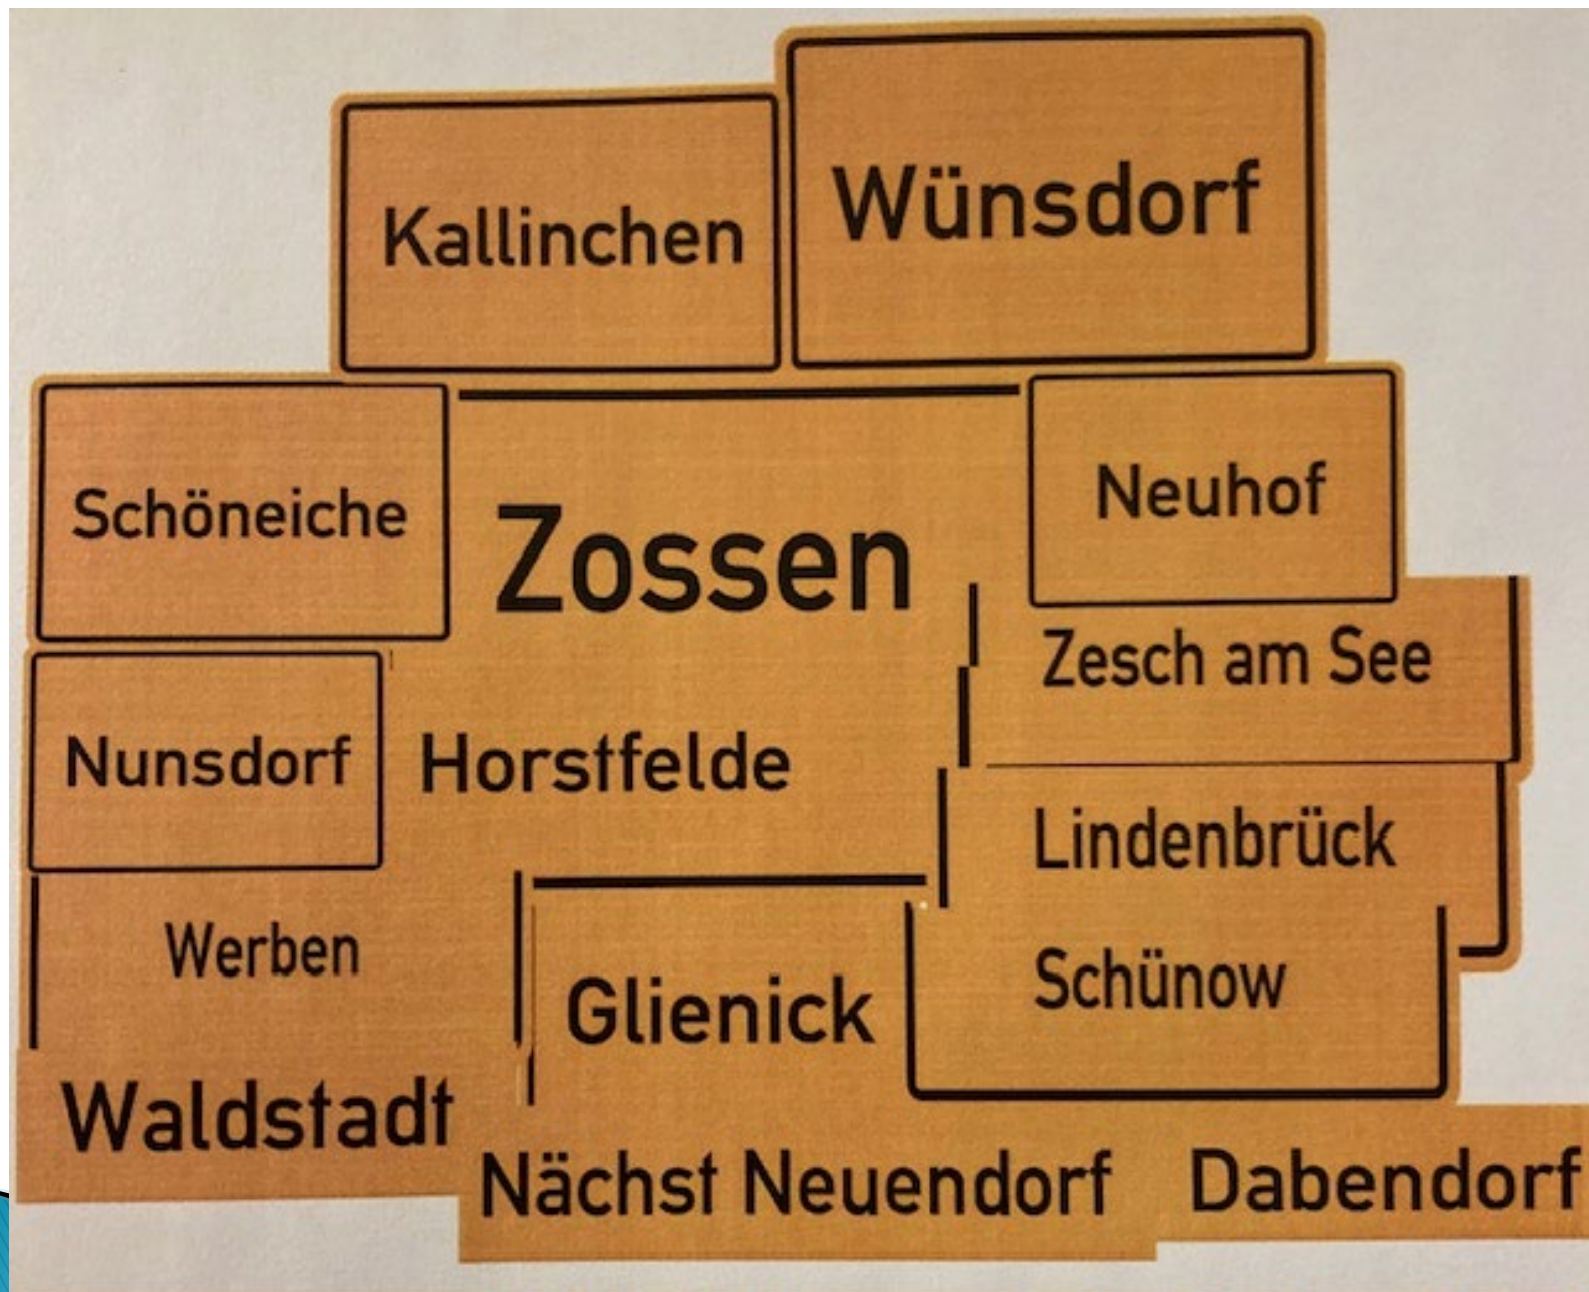 Kallinchen
Wünsdorf
Schöneiche
Zossen
Neuhof
Zesch am See
Nunsdorf
Horstfelde
Lindenbrück
Werben
Glienick
Schünow
Waldstadt
Nächst Neuendorf
Dabendorf